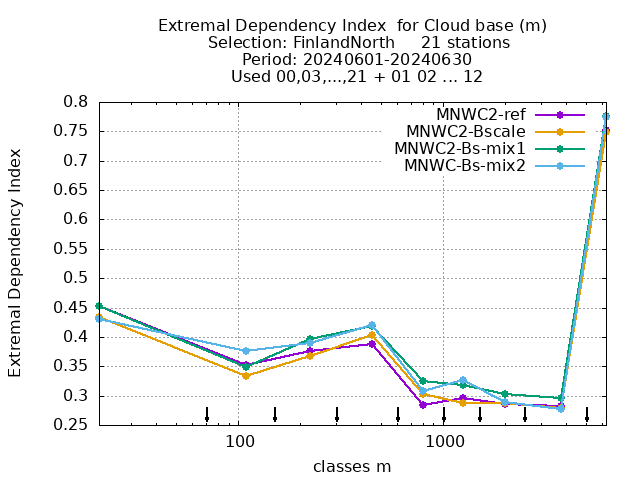 Extremal Dependency Index  for Cloud base (m)
Selection: FinlandNorth     21 stations
Period: 20240601-20240630
Used 00,03,...,21 + 01 02 ... 12
MNWC2-ref
MNWC2-Bscale
MNWC2-Bs-mix1
MNWC-Bs-mix2
Extremal Dependency Index
0.8
0.75
0.7
0.65
0.6
0.55
0.5
0.45
0.4
0.35
0.3
0.25
100
1000
classes m